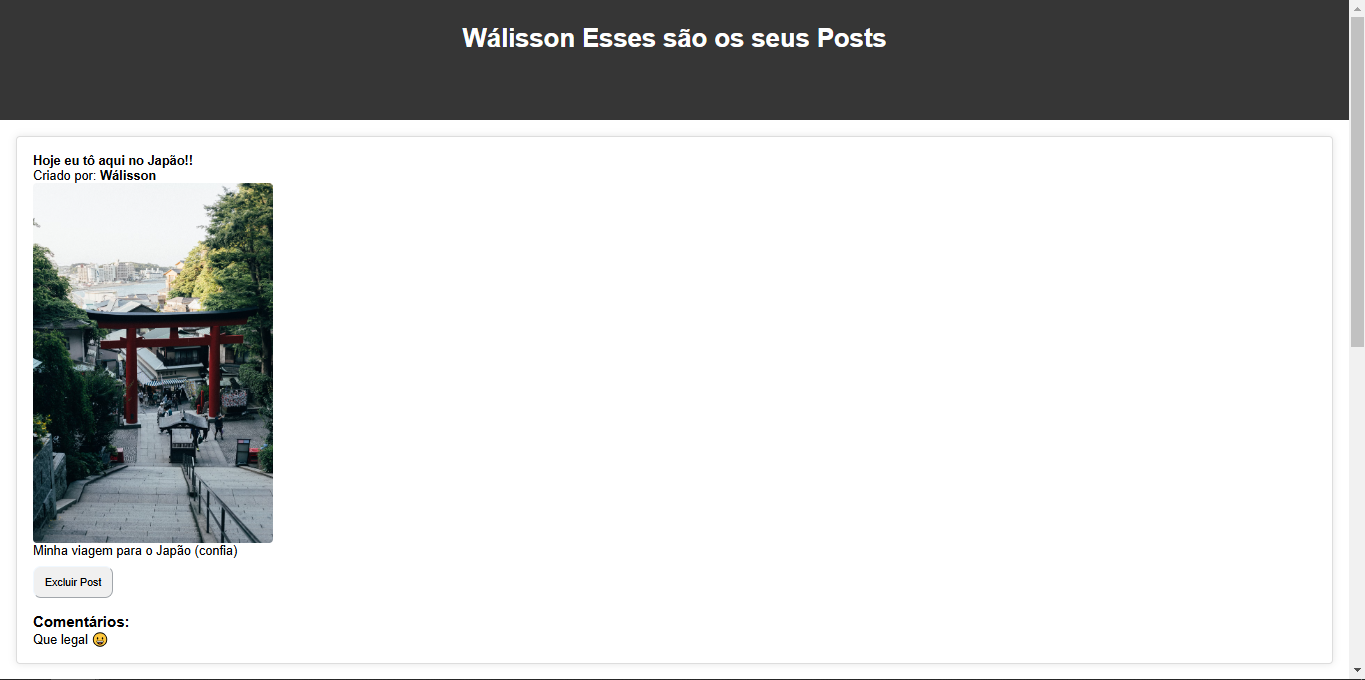 Wálisson Esses são os seus Posts
Hoje eu tô aqui no Japão!!
Criado por: Wálisson
Minha viagem para o Japão (confia)
Excluir Post
Comentários:
Que legal 😀